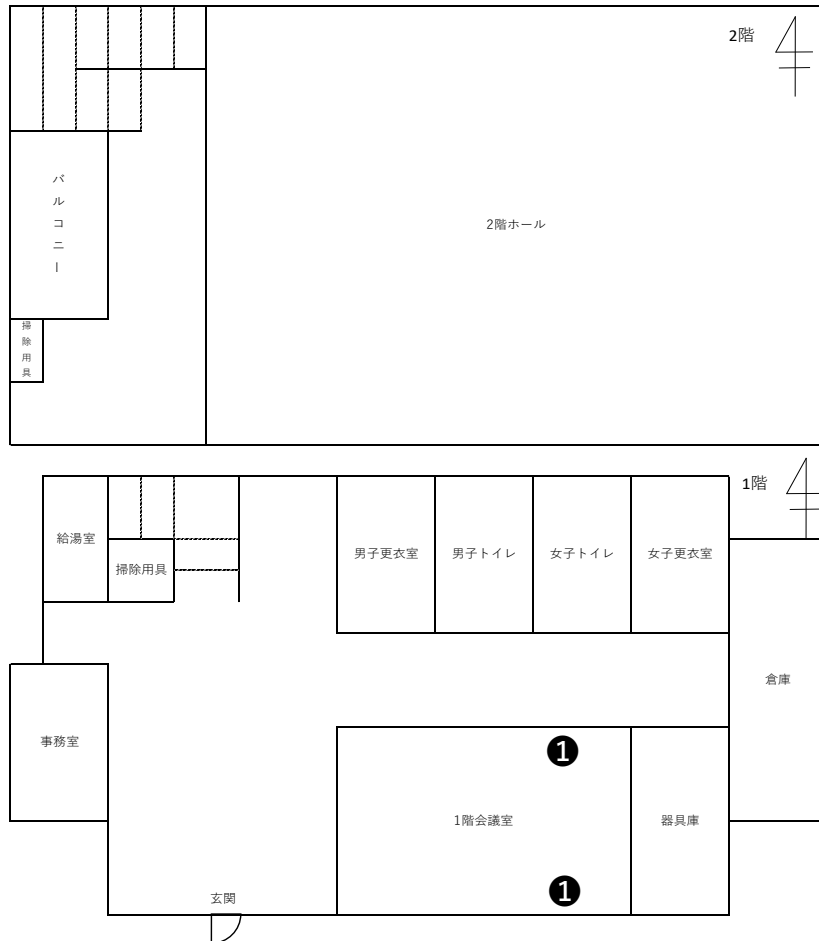 2階
バルコニー
2階ホール
掃除用具
1階
給湯室
掃除用具
男子更衣室
男子トイレ
女子トイレ
女子更衣室
倉庫
事務室
❶
1階会議室
器具庫
❶
玄関